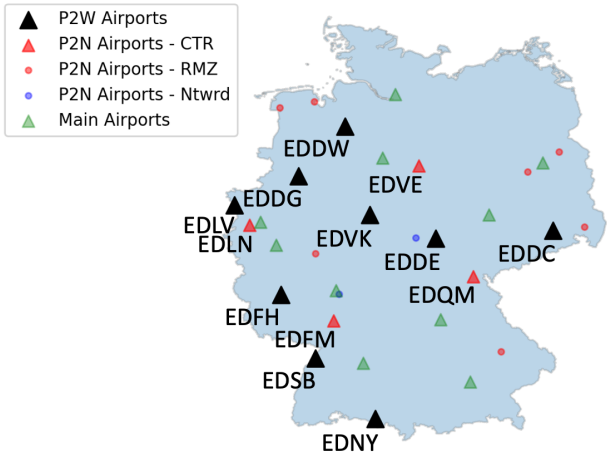 P2W Airports
P2N Airports - CTR
P2N Airports - RMZ
P2N Airports - Ntwrd
Main Airports
EDDW
EDVE
EDDG
EDLV
EDLN
EDVK
EDDE
EDDC
EDQM
EDFH
EDFM
EDSB
EDNY